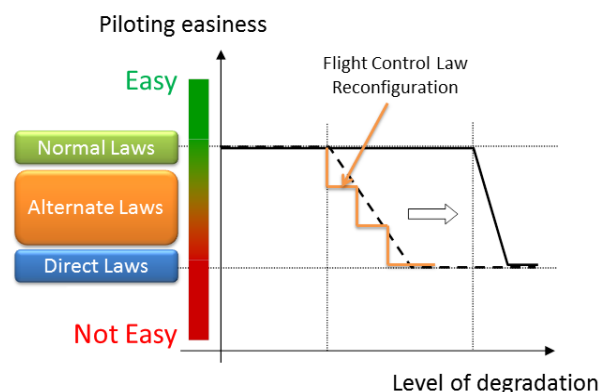 Piloting easiness
Easy
Flight Control Law
Reconfiguration
Normal Laws
Alternate Laws
Direct Laws
Not Easy
Level of degradation